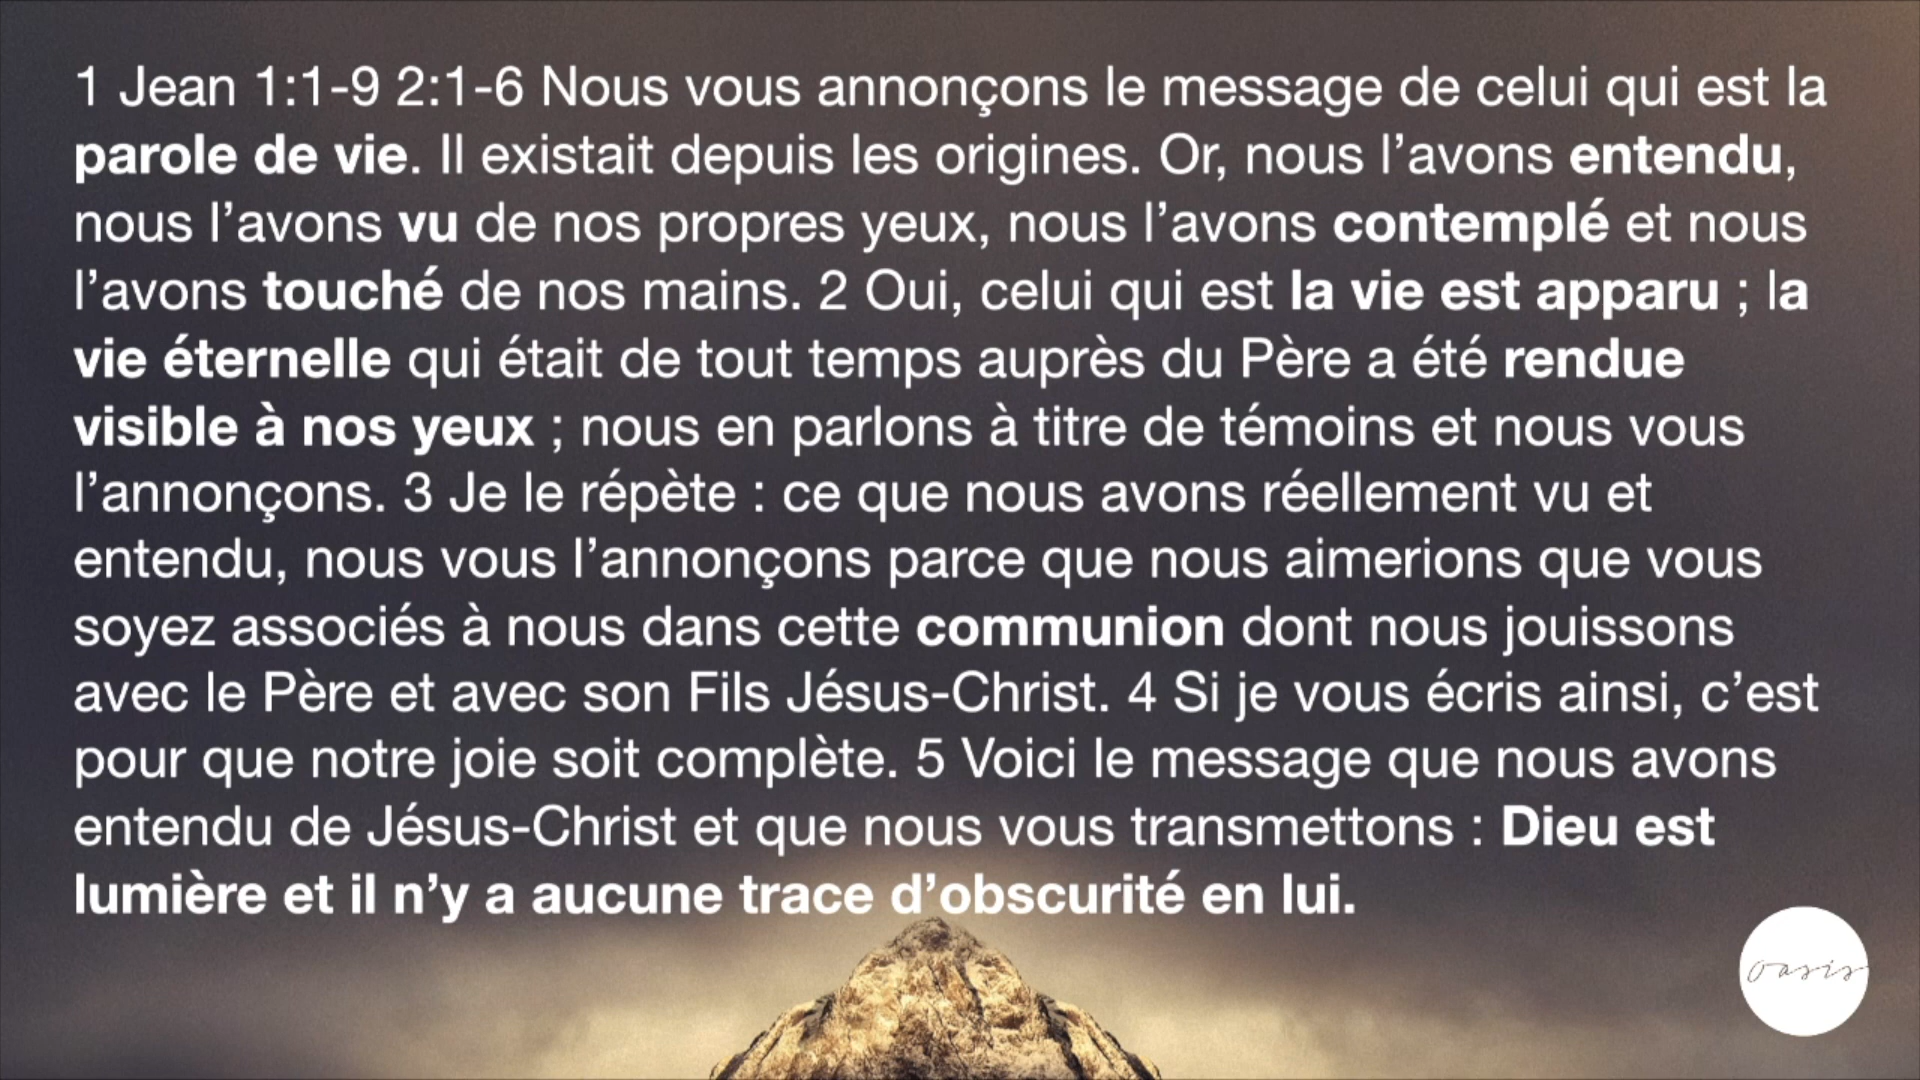 1 Jean 1:1-9 2:1-6 Nous vous annonçons le message de celui qui est la
parole de vie. Il existait depuis les origines. Or, nous l’avons entendu,
nous l’avons vu de nos propres yeux, nous l’avons contemplé et nous
l’avons touché de nos mains. 2 Oui, celui qui est la vie est apparu ; la
vie éternelle qui était de tout temps auprès du Père a été rendue
visible à nos yeux ; nous en parlons à titre de témoins et nous vous
l’annonçons. 3 Je le répète : ce que nous avons réellement vu et
entendu, nous vous l’annonçons parce que nous aimerions que vous
soyez associés à nous dans cette communion dont nous jouissons
avec le Père et avec son Fils Jésus-Christ. 4 Si je vous écris ainsi, c’est
pour que notre joie soit complète. 5 Voici le message que nous avons
entendu de Jésus-Christ et que nous vous transmettons : Dieu est
lumière et il n’y a aucune trace d’obscurité en lui.
oasis